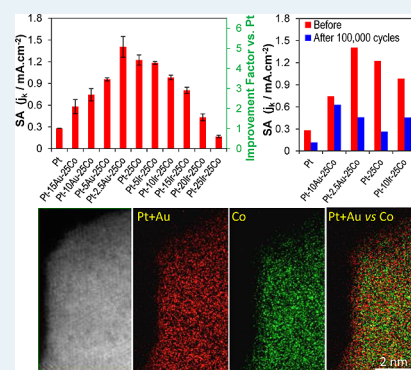 SA (jk / mA.cm-2)
1.8
1.5
1.2
0.9
0.6
0.3
0
6
5
4
3
2
1
0
Improvement Factor vs. Pt
Pt
Pt-15Au-25Co
Pt-10Au-25Co
Pt-5Au-25Co
Pt-2.5Au-25Co
Pt-25Co
Pt-5Ir-25Co
Pt-10Ir-25Co
Pt-15Ir-25Co
Pt-20Ir-25Co
Pt-25Ir-25Co
SA (jk / mA.cm-2)
1.8
1.5
1.2
0.9
0.6
0.3
0
Before
After 100,000 cycles
Pt
Pt-10Au-25Co
Pt-2.5Au-25Co
Pt-25Co
Pt-10Ir-25Co
Pt+Au
Co
Pt+Au vs Co
2 nm